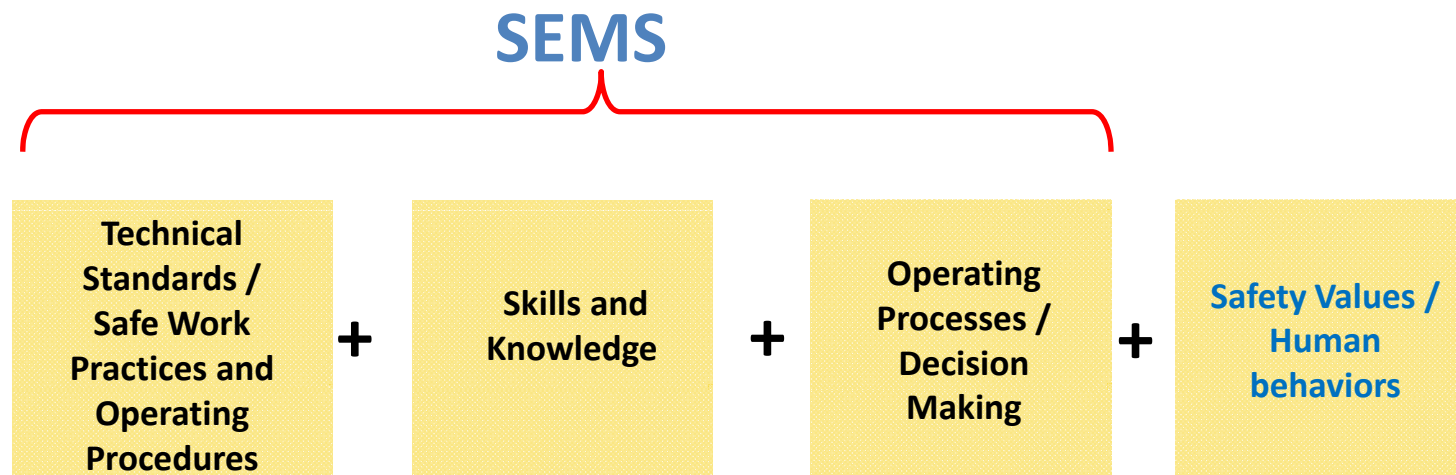 SEMS
Technical
Standards /
Safe Work
Practices and
Operating
Procedures
+
Skills and
Knowledge
+
Operating
Processes /
Decision
Making
+
Safety Values /
Human
behaviors